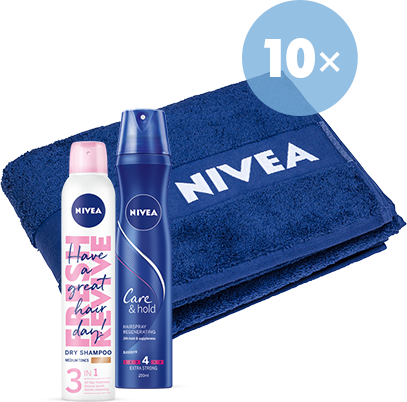 10×
NIVEA
NIVEA
FRESH
REVIVE
Have
a
great
hair
day!
DRY SHAMPOO
MEDIUM TONES
3 IN 1
NIVEA
Care
& hold
HAIRSPRAY
REGENERATING
4
EXTRA STRONG
250ml